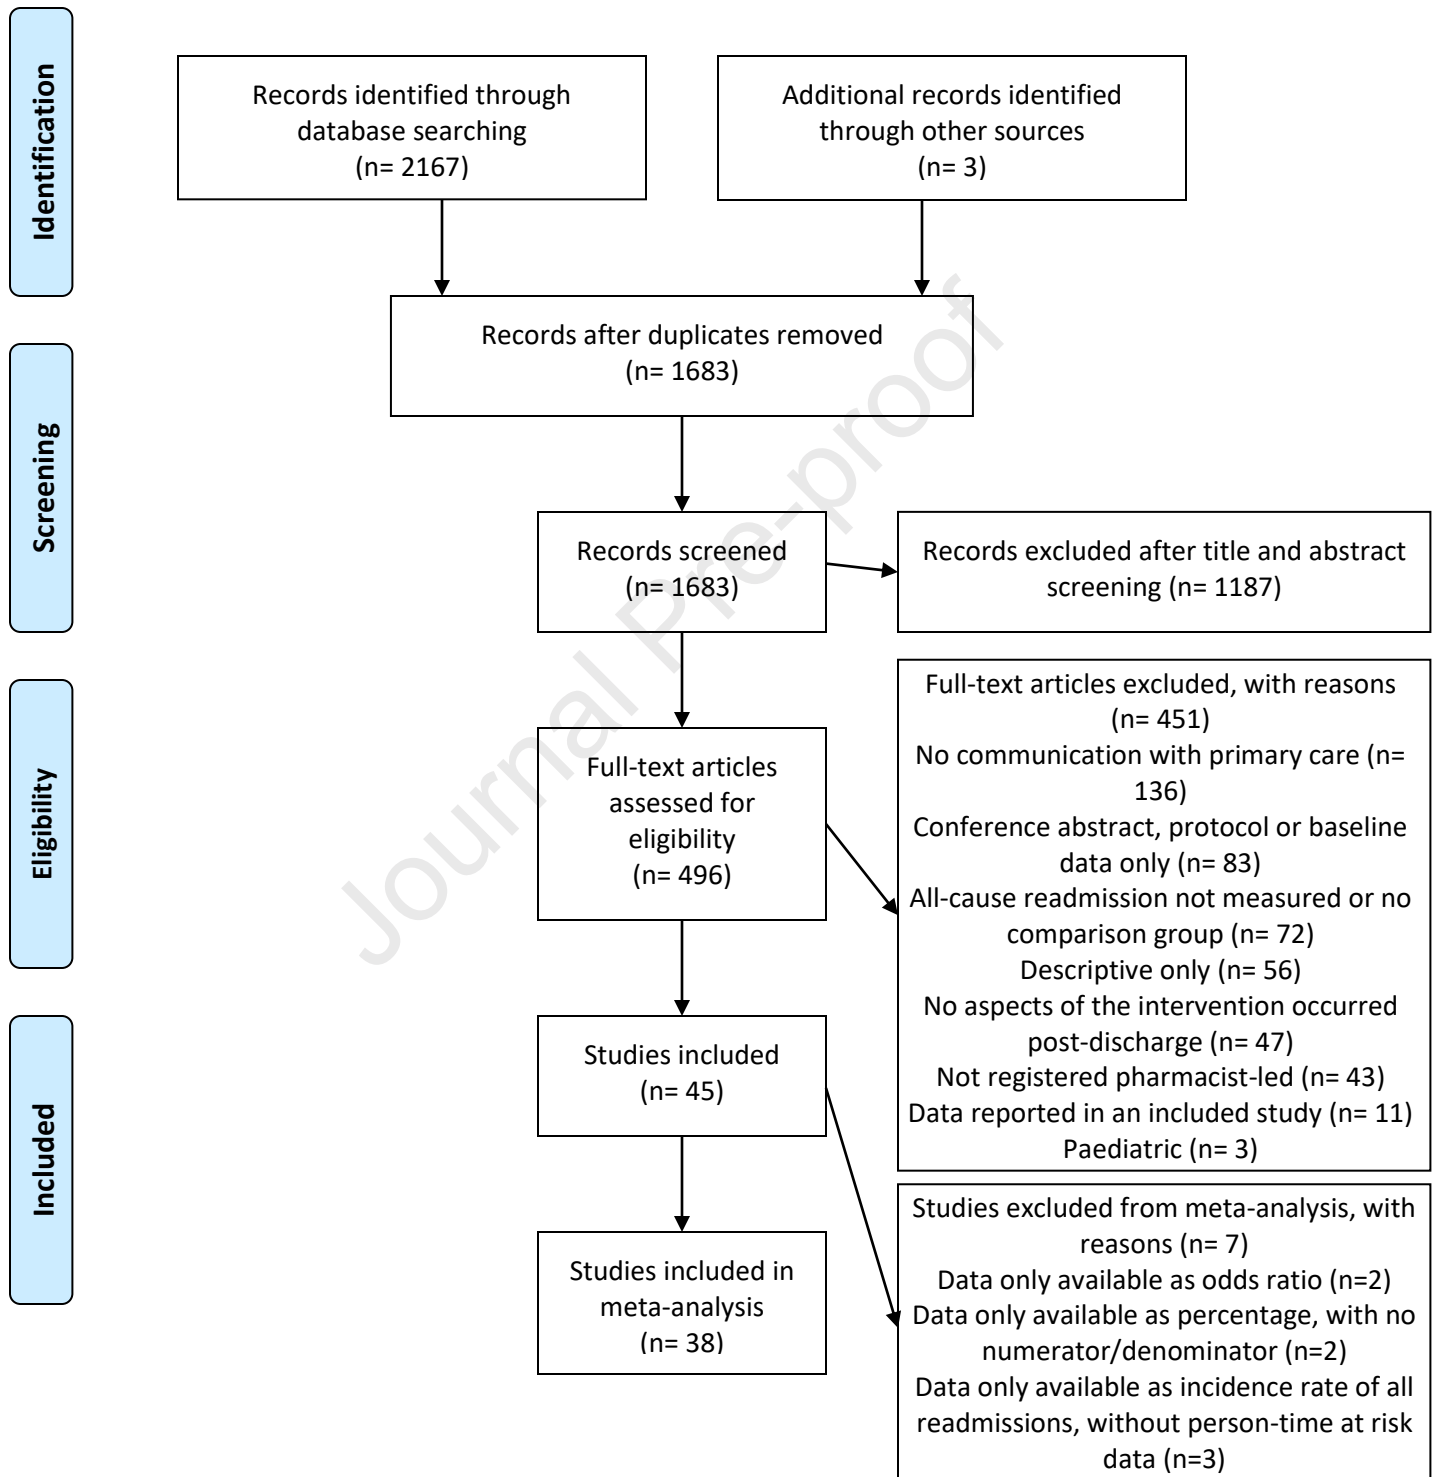 Identification
Records identified through
database searching
(n= 2167)
Additional records identified
through other sources
(n= 3)
Records after duplicates removed
(n= 1683)
Screening
Records screened
(n= 1683)
Records excluded after title and abstract
screening (n= 1187)
Eligibility
Full-text articles
assessed for
eligibility
(n= 496)
Full-text articles excluded, with reasons
(n= 451)
No communication with primary care (n=
136)
Conference abstract, protocol or baseline
data only (n= 83)
All-cause readmission not measured or no
comparison group (n= 72)
Descriptive only (n= 56)
No aspects of the intervention occurred
post-discharge (n= 47)
Not registered pharmacist-led (n= 43)
Data reported in an included study (n= 11)
Paediatric (n= 3)
Included
Studies included
(n= 45)
Studies excluded from meta-analysis, with
reasons (n= 7)
Data only available as odds ratio (n=2)
Data only available as percentage, with no
numerator/denominator (n=2)
Data only available as incidence rate of all
readmissions, without person-time at risk
data (n=3)
Studies included in
meta-analysis
(n= 38)
Journal Pre-proof